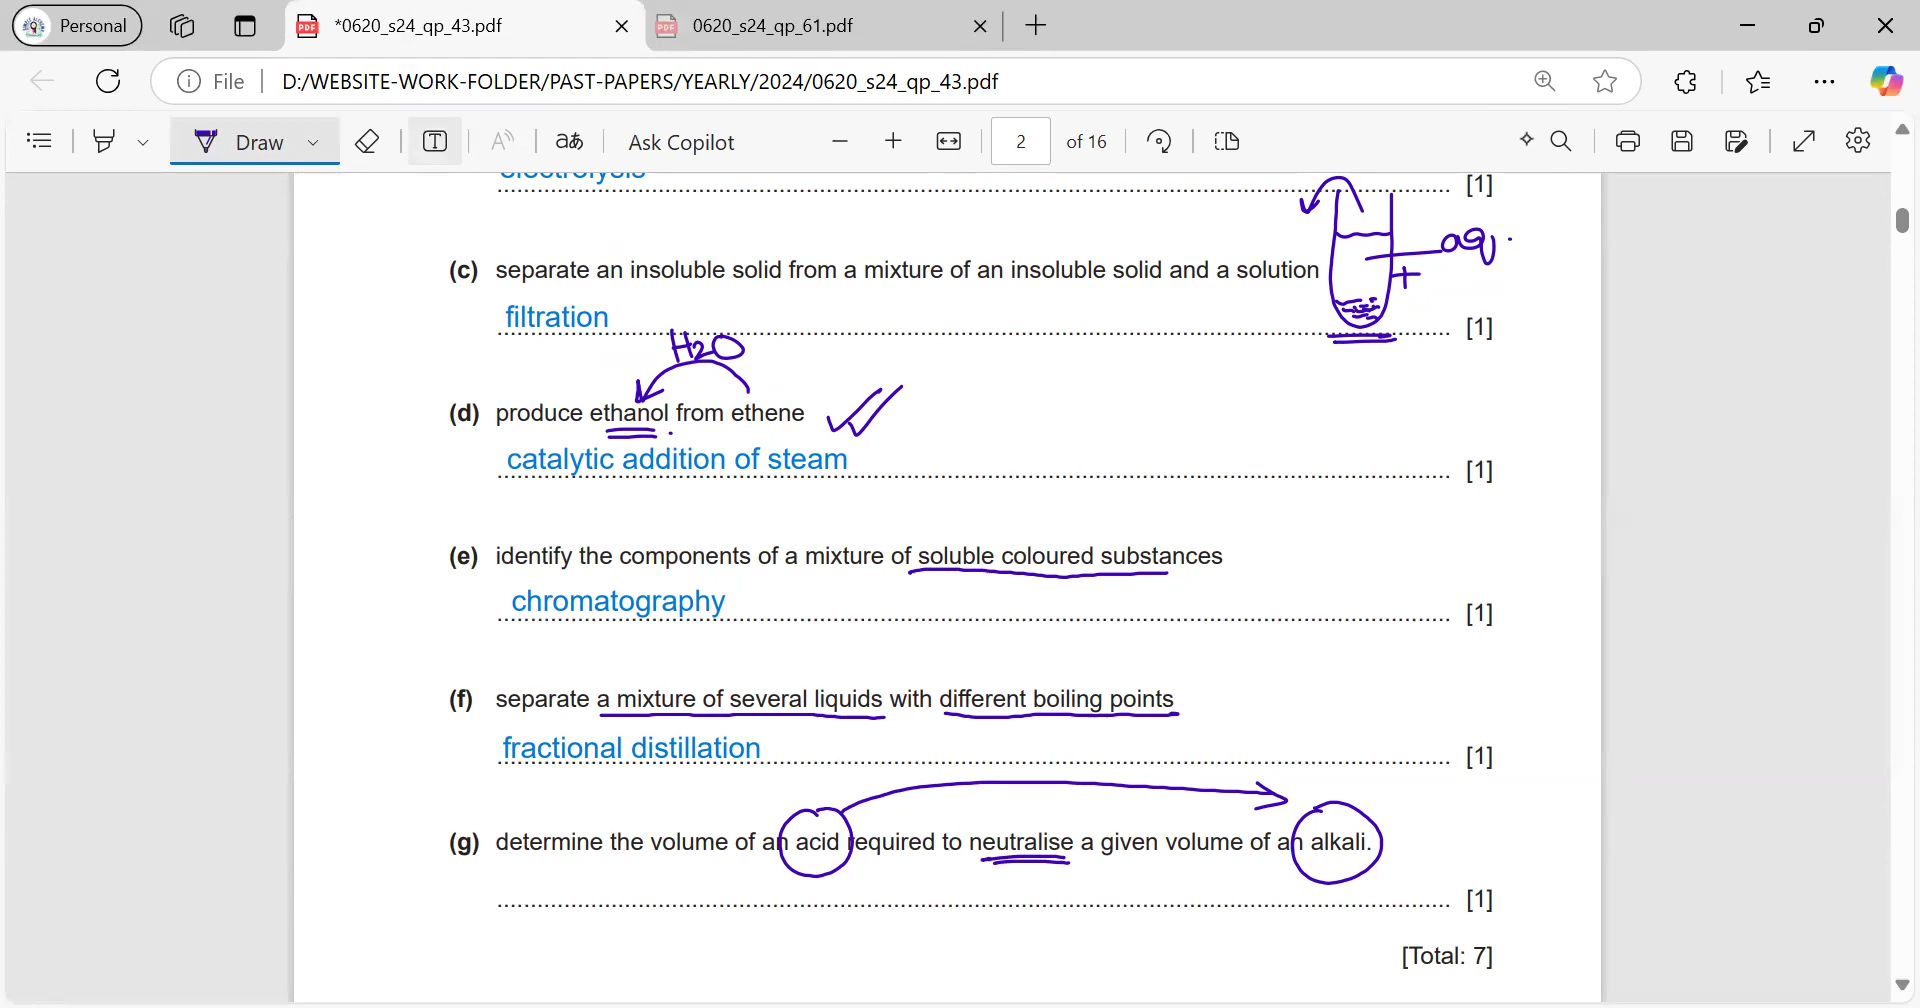 Personal
*0620_s24_qp_43.pdf
0620_s24_qp_61.pdf
File
D:/WEBSITE-WORK-FOLDER/PAST-PAPERS/YEARLY/2024/0620_s24_qp_43.pdf
Draw
aあ
Ask Copilot
2 of 16
electrolysis [1]
aq.
(c) separate an insoluble solid from a mixture of an insoluble solid and a solution
+
filtration [1]
H2O
(d) produce ethanol from ethene
catalytic addition of steam [1]
(e) identify the components of a mixture of soluble coloured substances
chromatography [1]
(f) separate a mixture of several liquids with different boiling points
fractional distillation [1]
(g) determine the volume of an acid required to neutralise a given volume of an alkali.
[1]
[Total: 7]